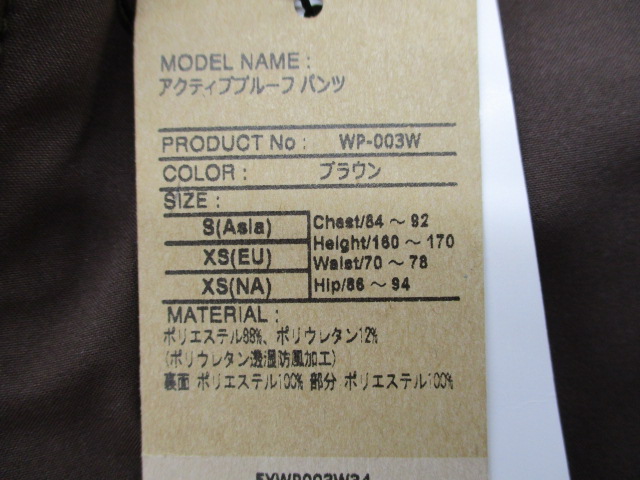 MODEL NAME :
アクティブプルーフ パンツ
PRODUCT No : WP-003W
COLOR : ブラウン
SIZE :
S(Asia)
XS(EU)
XS(NA)
Chest/84 ～ 92
Height/160 ～ 170
Waist/70 ～ 78
Hip/86 ～ 94
MATERIAL :
ポリエステル88%、ポリウレタン12%
(ポリウレタン透湿防風加工)
裏面 ポリエステル100% 部分 ポリエステル100%